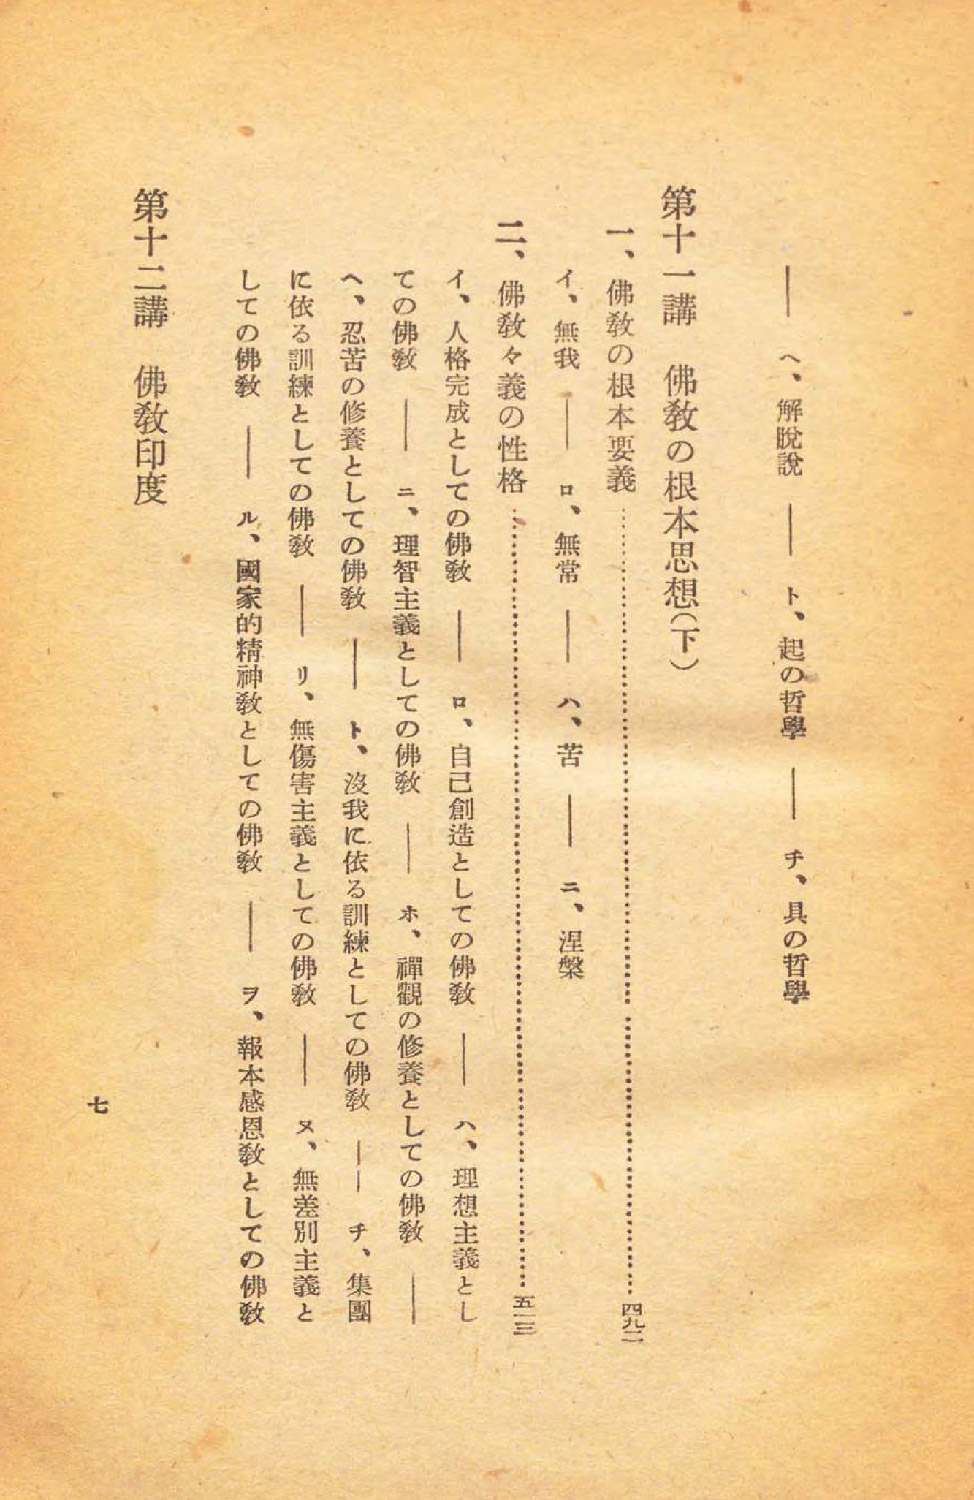 ―― ヘ、解脫說 ―― ト、起の哲學 ―― チ、具の哲學
第十一講 佛敎の根本思想(下)
一、佛敎の根本要義……………………………………四九二
イ、無我 ―― ロ、無常 ―― ハ、苦 ―― ニ、涅槃
二、佛敎々義の性格……………………………………五一三
イ、人格完成としての佛敎 ―― ロ、自己創造としての佛敎 ―― ハ、理想主義とし
ての佛敎 ―― ニ、理智主義としての佛敎 ―― ホ、禪觀の修養としての佛敎 ――
ヘ、忍苦の修養としての佛敎 ―― ト、沒我に依る訓練としての佛敎 ―― チ、集團
に依る訓練としての佛敎 ―― リ、無傷害主義としての佛敎 ―― ヌ、無差別主義と
しての佛敎 ―― ル、國家的精神敎としての佛敎 ―― ヲ、報本感恩敎としての佛敎
第十二講 佛敎印度
七